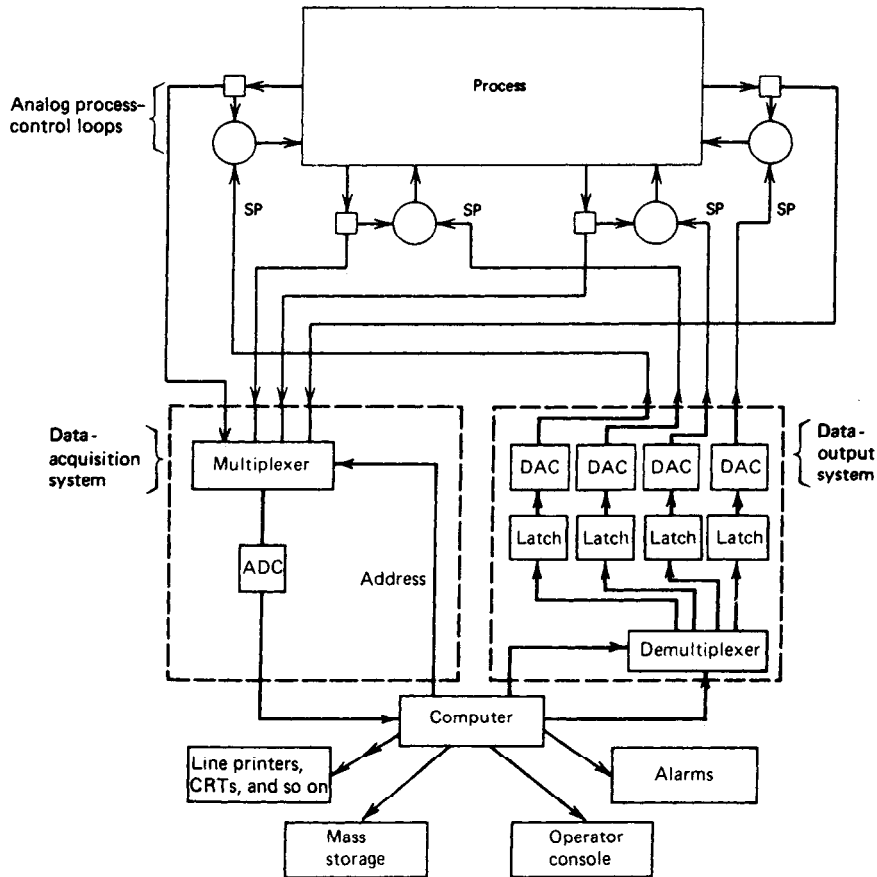 Process
Analog process-
control loops
SP
SP
SP
SP
Data-
acquisition
system
Multiplexer
ADC
Address
DAC
DAC
DAC
DAC
Latch
Latch
Latch
Latch
Demultiplexer
Data-
output
system
Computer
Line printers,
CRTs, and so on
Alarms
Mass
storage
Operator
console